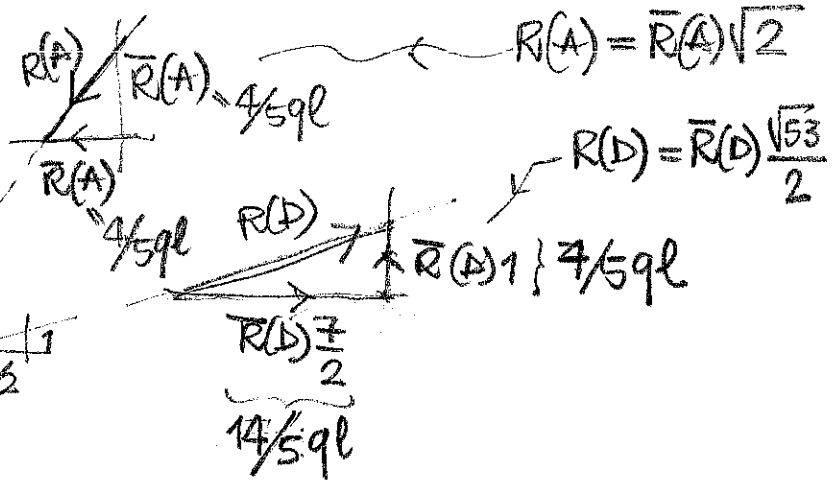 R(A) = R̅(A)√2
R(A)
R̅(A) = 4/5ql
R̅(A)
= 4/5ql
R(D) = R̅(D) √53/2
R(D)
R̅(D)1 } 4/5ql
R̅(D) 7/2
14/5ql
1